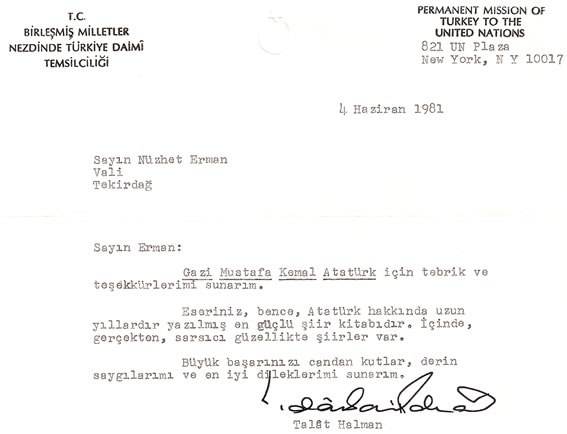 T.C.
BİRLEŞMİŞ MİLLETLER
NEZDİNDE TÜRKİYE DAİMÎ
TEMSİLCİLİĞİ
PERMANENT MISSION OF
TURKEY TO THE
UNITED NATIONS
821 UN Plaza
New York, N Y 10017
4 Haziran 1981
Sayın Nüzhet Erman
Vali
Tekirdağ
Sayın Erman:
Gazi Mustafa Kemal Atatürk için tebrik ve
teşekkürlerimi sunarım.
Eseriniz, bence, Atatürk hakkında uzun
yıllardır yazılmış en güçlü şiir kitabıdır. İçinde,
gerçekten, sarsıcı güzellikte şiirler var.
Büyük başarınızı candan kutlar, derin
saygılarımı ve en iyi dileklerimi sunarım.
Talât Halman